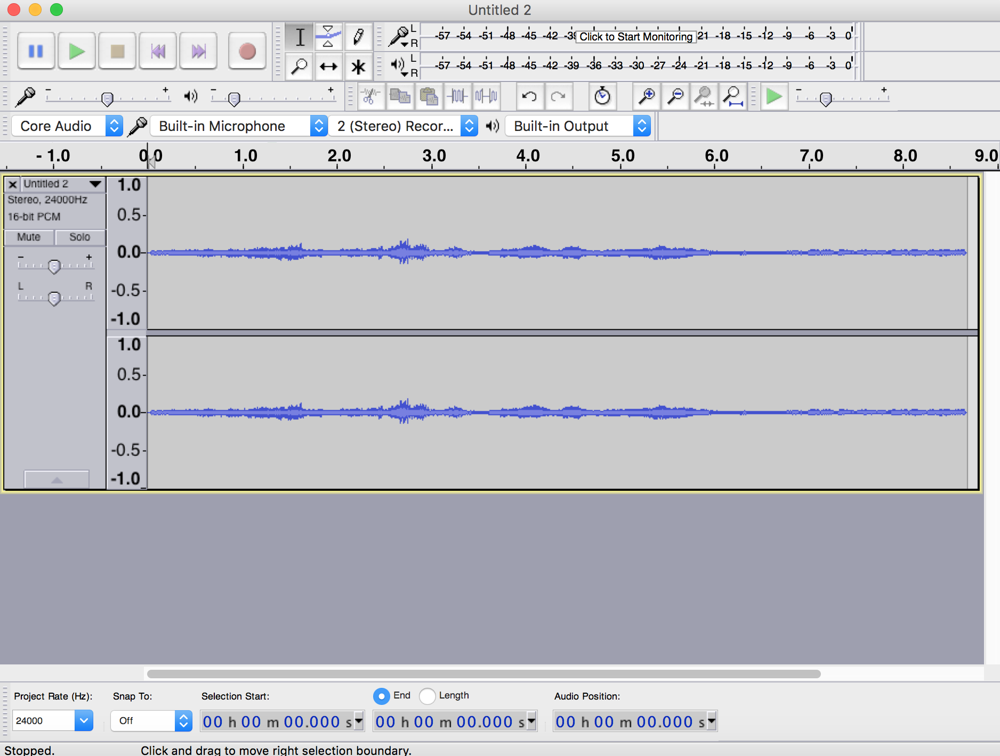 Untitled 2
L
R
-57 -54 -51 -48 -45 -42 Click to Start Monitoring 21 -18 -15 -12 -9 -6 -3 0
L
R
-57 -54 -51 -48 -45 -42 -39 -36 -33 -30 -27 -24 -21 -18 -15 -12 -9 -6 -3 0
- + - + - +
Core Audio Built-in Microphone 2 (Stereo) Recor... Built-in Output
- 1.0 0.0 1.0 2.0 3.0 4.0 5.0 6.0 7.0 8.0 9.0
x Untitled 2
Stereo, 24000Hz
16-bit PCM
Mute Solo
- +
L R
1.0
0.5-
0.0-
-0.5-
-1.0
1.0
0.5-
0.0-
-0.5-
-1.0
Project Rate (Hz): Snap To: Selection Start: End Length Audio Position:
24000 Off 00 h 00 m 00.000 s 00 h 00 m 00.000 s 00 h 00 m 00.000 s
Stopped. Click and drag to move right selection boundary.